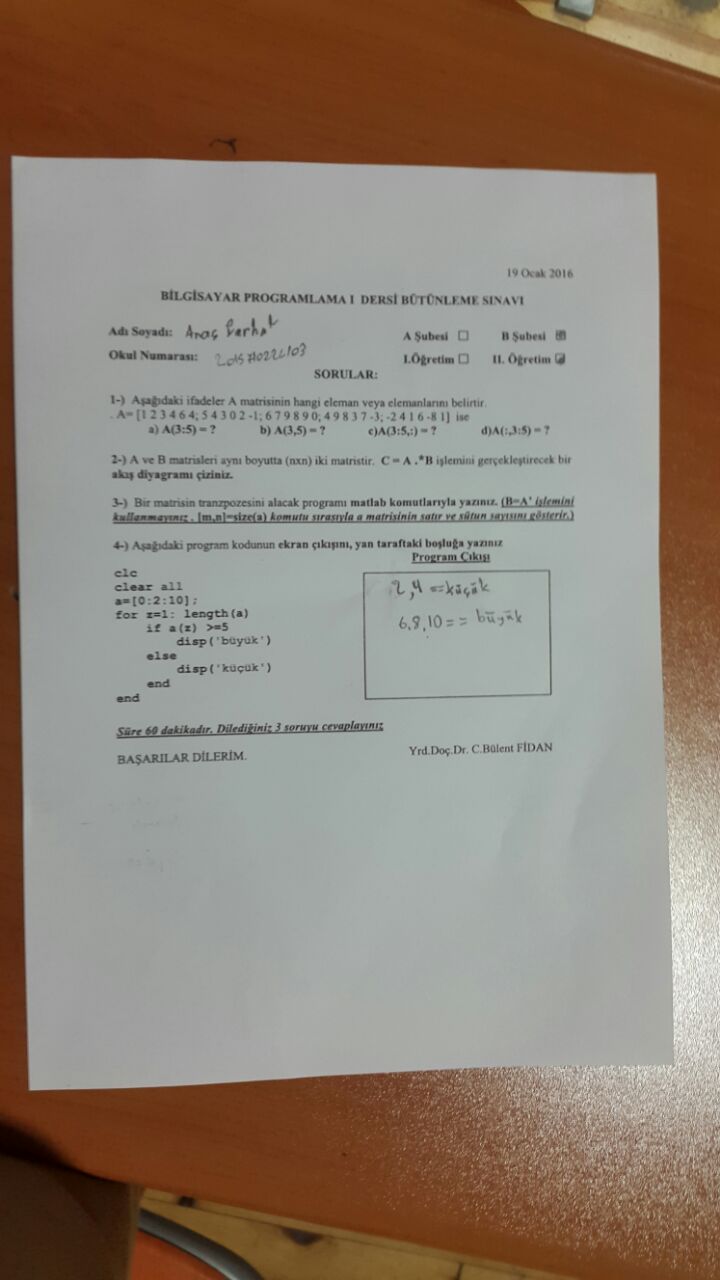 19 Ocak 2016
BİLGİSAYAR PROGRAMLAMA I DERSİ BÜTÜNLEME SINAVI
Adı Soyadı: Araş Ferhat A Şubesi B Şubesi
Okul Numarası: I.Öğretim II. Öğretim
SORULAR:
1-) Aşağıdaki ifadeler A matrisinin hangi eleman veya elemanlarını belirtir.
. A= [1 2 3 4 6 4; 5 4 3 0 2 -1; 6 7 9 8 9 0; 4 9 8 3 7 -3; -2 4 1 6 -8 1] ise
a) A(3:5) = ? b) A(3,5) = ? c)A(3:5,:) = ? d)A(:,3:5) = ?
2-) A ve B matrisleri aynı boyutta (nxn) iki matristir. C = A .*B işlemini gerçekleştirecek bir
akış diyagramı çiziniz.
3-) Bir matrisin tranzpozesini alacak programı matlab komutlarıyla yazınız. (B=A' işlemini
kullanmayınız . [m,n]=size(a) komutu sırasıyla a matrisinin satır ve sütun sayısını gösterir.)
4-) Aşağıdaki program kodunun ekran çıkışını, yan taraftaki boşluğa yazınız
Program Çıkışı
clc
clear all
a=[0:2:10];
for z=1: length(a)
if a(z) >=5
disp('büyük')
else
disp('küçük')
end
end
2,4 ==küçük
6,8,10 = = büyük
Süre 60 dakikadır. Dilediğiniz 3 soruyu cevaplayınız
BAŞARILAR DİLERİM. Yrd.Doç.Dr. C.Bülent FİDAN